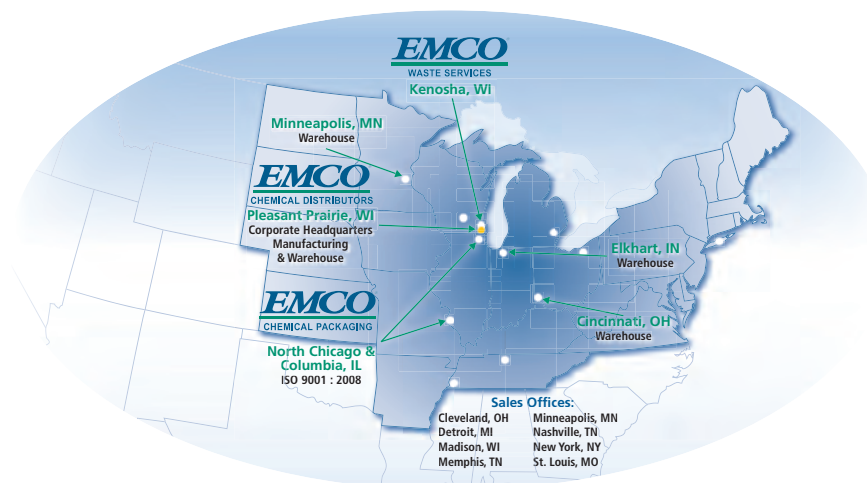 EMCO
WASTE SERVICES
Kenosha, WI
Minneapolis, MN
Warehouse
EMCO
CHEMICAL DISTRIBUTORS
Pleasant Prairie, WI
Corporate Headquarters
Manufacturing
& Warehouse
Elkhart, IN
Warehouse
EMCO
CHEMICAL PACKAGING
North Chicago &
Columbia, IL
ISO 9001 : 2008
Cincinnati, OH
Warehouse
Sales Offices:
Cleveland, OH
Detroit, MI
Madison, WI
Memphis, TN
Minneapolis, MN
Nashville, TN
New York, NY
St. Louis, MO